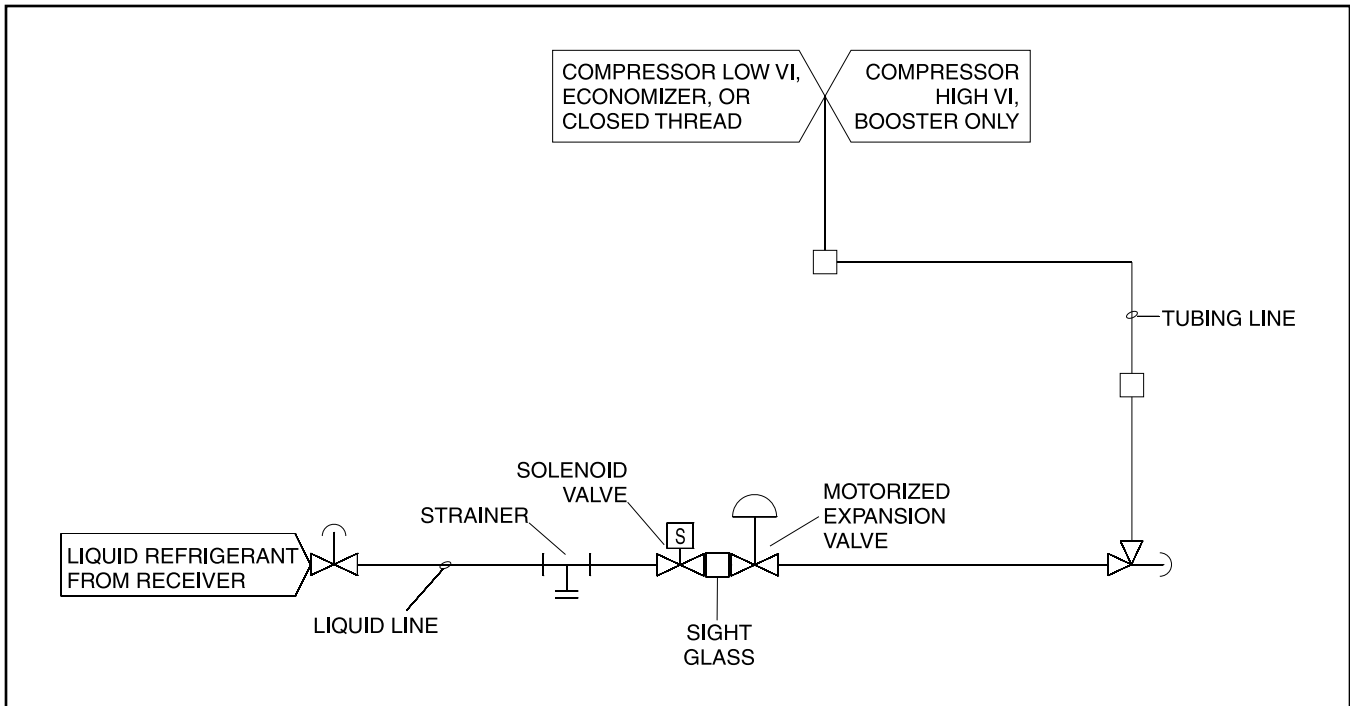 COMPRESSOR LOW VI,
ECONOMIZER, OR
CLOSED THREAD
COMPRESSOR
HIGH VI,
BOOSTER ONLY
TUBING LINE
SOLENOID
VALVE
MOTORIZED
EXPANSION
VALVE
STRAINER
S
LIQUID REFRIGERANT
FROM RECEIVER
LIQUID LINE
SIGHT
GLASS